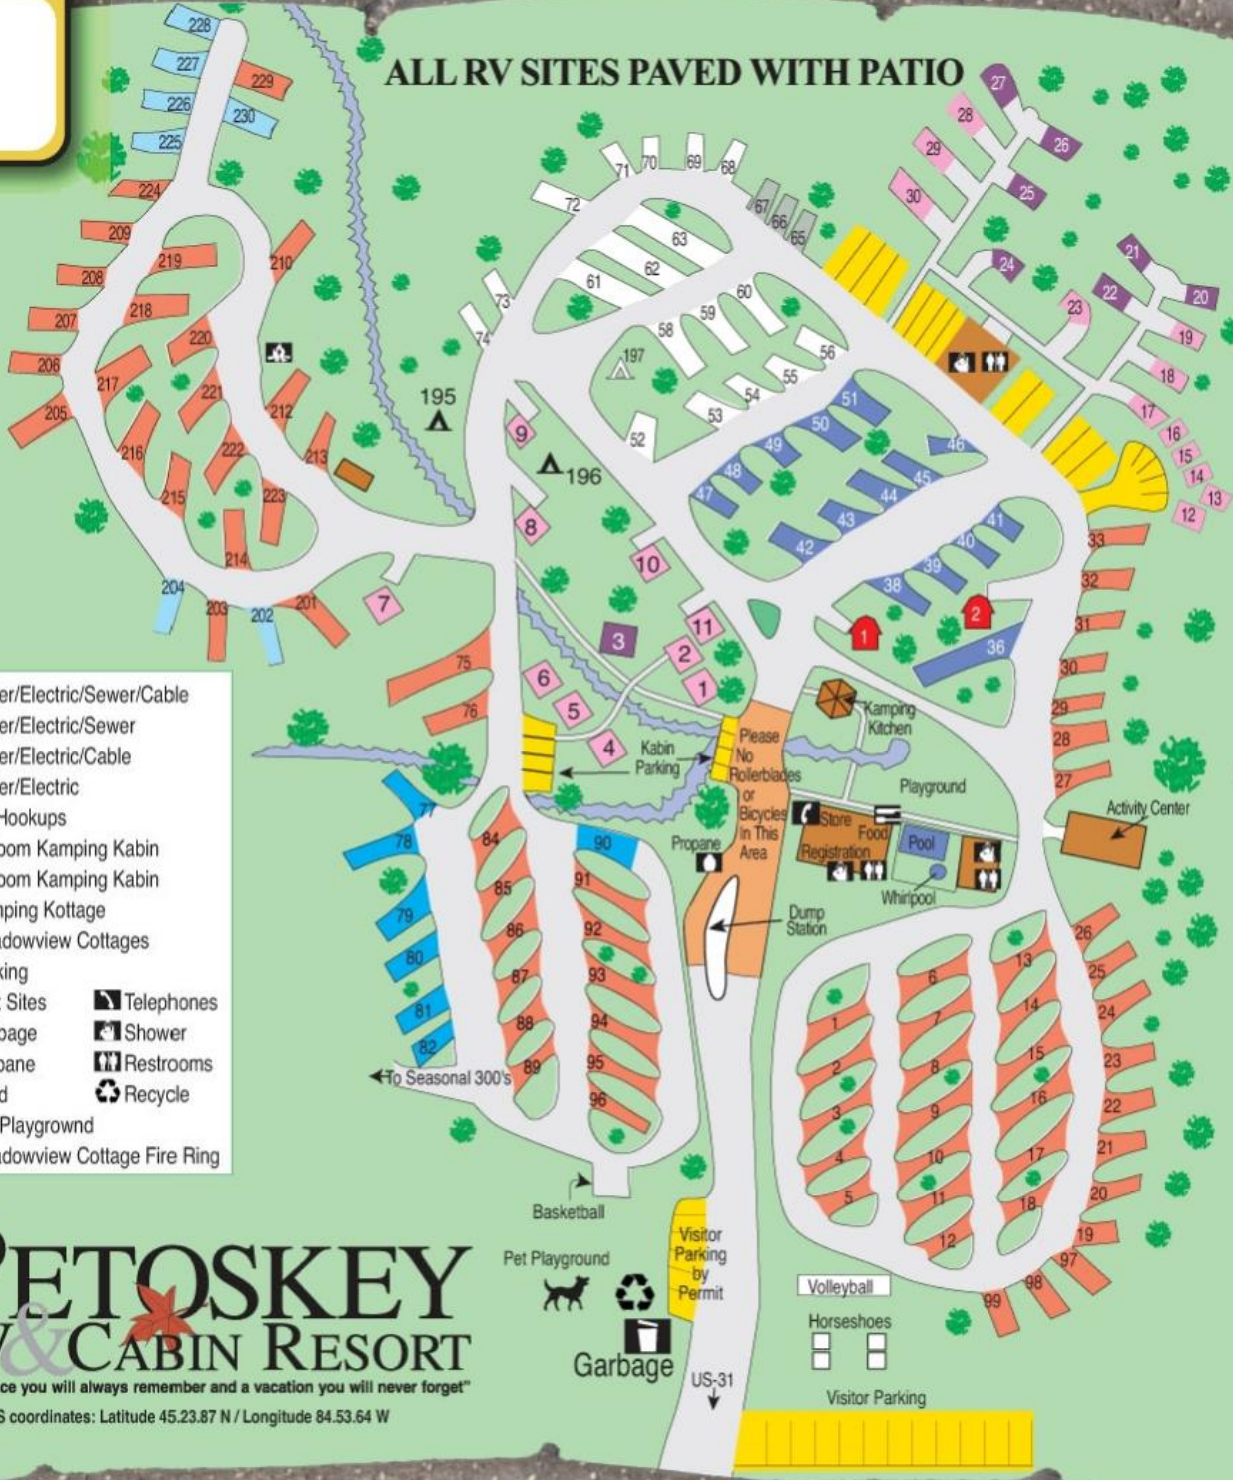 ALL RV SITES PAVED WITH PATIO
228
227
229
226
230
225
224
209
219
210
208
218
207
220
206
217
221
205
212
216
222
213
215
223
214
204
203
202
201
7
71
70
69
68
72
67
66
65
63
62
61
73
74
60
59
58
197
56
55
54
53
52
195
196
9
8
10
11
3
2
1
6
5
4
27
28
26
29
25
30
24
21
22
20
23
19
18
17
16
15
14
13
12
51
50
49
48
47
46
45
44
43
42
41
40
39
38
36
1
2
33
32
31
30
29
28
27
75
76
77
78
79
80
81
82
84
85
86
87
88
89
90
91
92
93
94
95
96
Kabin
Parking
Please
No
Rollerblades
or
Bicycles
In This
Area
Kamping
Kitchen
Playground
Activity Center
Store
Food
Registration
Pool
Whirlpool
Propane
Dump
Station
1
2
3
4
5
6
7
8
9
10
11
12
13
14
15
16
17
18
26
25
24
23
22
21
20
19
97
98
99
To Seasonal 300's
Basketball
Pet Playground
Garbage
Visitor
Parking
by
Permit
US-31
Volleyball
Horseshoes
Visitor Parking
er/Electric/Sewer/Cable
er/Electric/Sewer
er/Electric/Cable
er/Electric
Hookups
oom Kamping Kabin
oom Kamping Kabin
mping Kottage
adowview Cottages
king
Sites Telephones
bage Shower
pane Restrooms
d Recycle
Playgrownd
adowview Cottage Fire Ring
PETOSKEY
& CABIN RESORT
ce you will always remember and a vacation you will never forget"
S coordinates: Latitude 45.23.87 N / Longitude 84.53.64 W